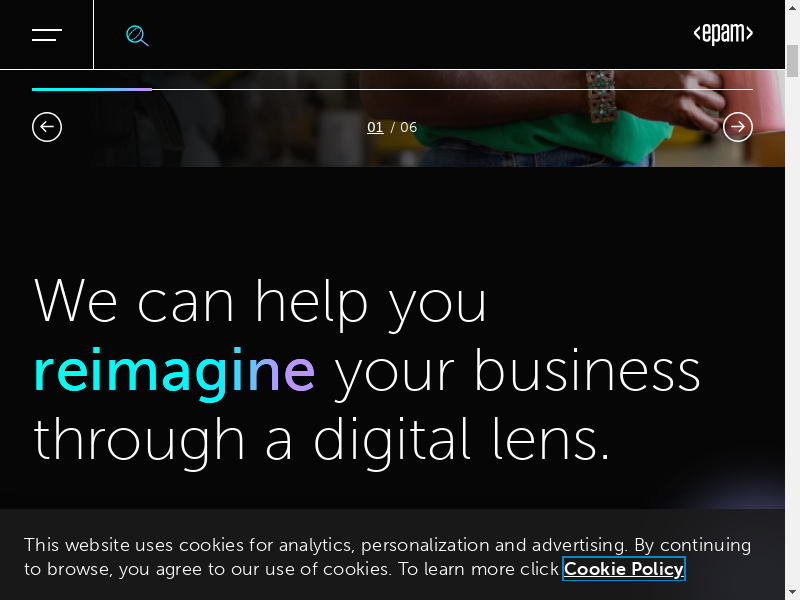 <epam>
01 / 06
We can help you
reimagine your business
through a digital lens.
This website uses cookies for analytics, personalization and advertising. By continuing
to browse, you agree to our use of cookies. To learn more click Cookie Policy